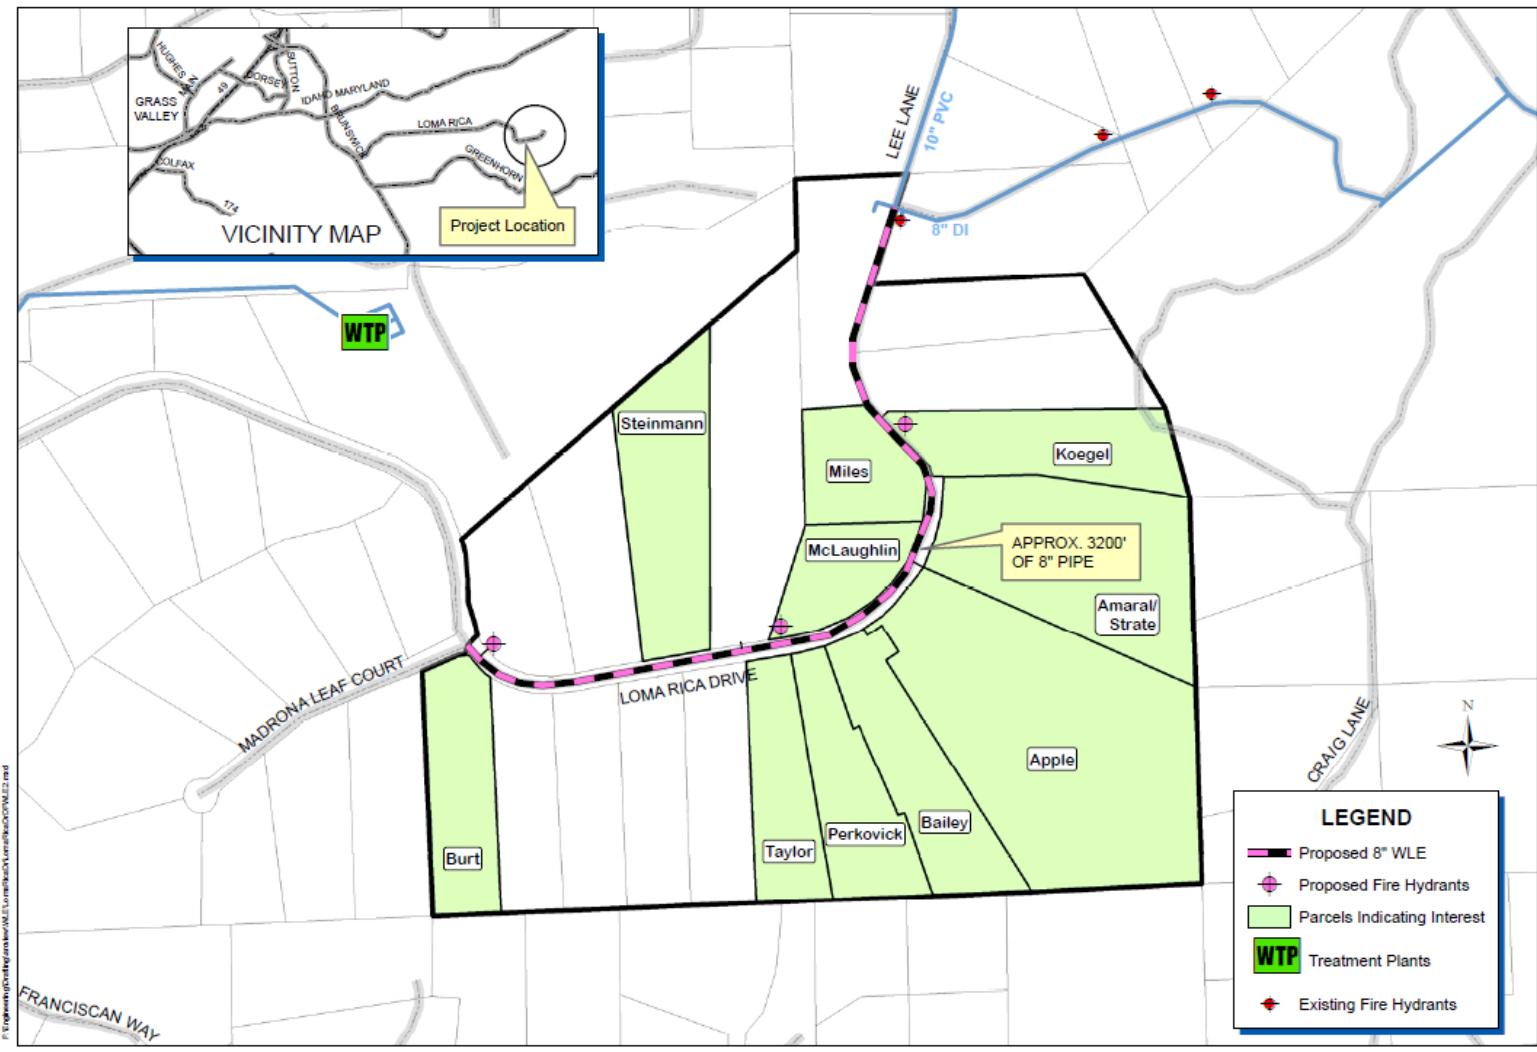 HUGHES
MAIN
GRASS
VALLEY
49
DORSEY
SUTTON
IDAHO MARYLAND
BRUNSWICK
LOMA RICA
GREENHORN
COLFAX
174
VICINITY MAP
Project Location
LEE LANE
10" PVC
8" DI
WTP
Steinmann
Miles
Koegel
McLaughlin
APPROX. 3200'
OF 8" PIPE
Amaral/
Strate
MADRONA LEAF COURT
LOMA RICA DRIVE
CRAIG LANE
N
Apple
Bailey
Perkovick
Taylor
Burt
FRANCISCAN WAY
LEGEND
Proposed 8" WLE
Proposed Fire Hydrants
Parcels Indicating Interest
WTP Treatment Plants
Existing Fire Hydrants